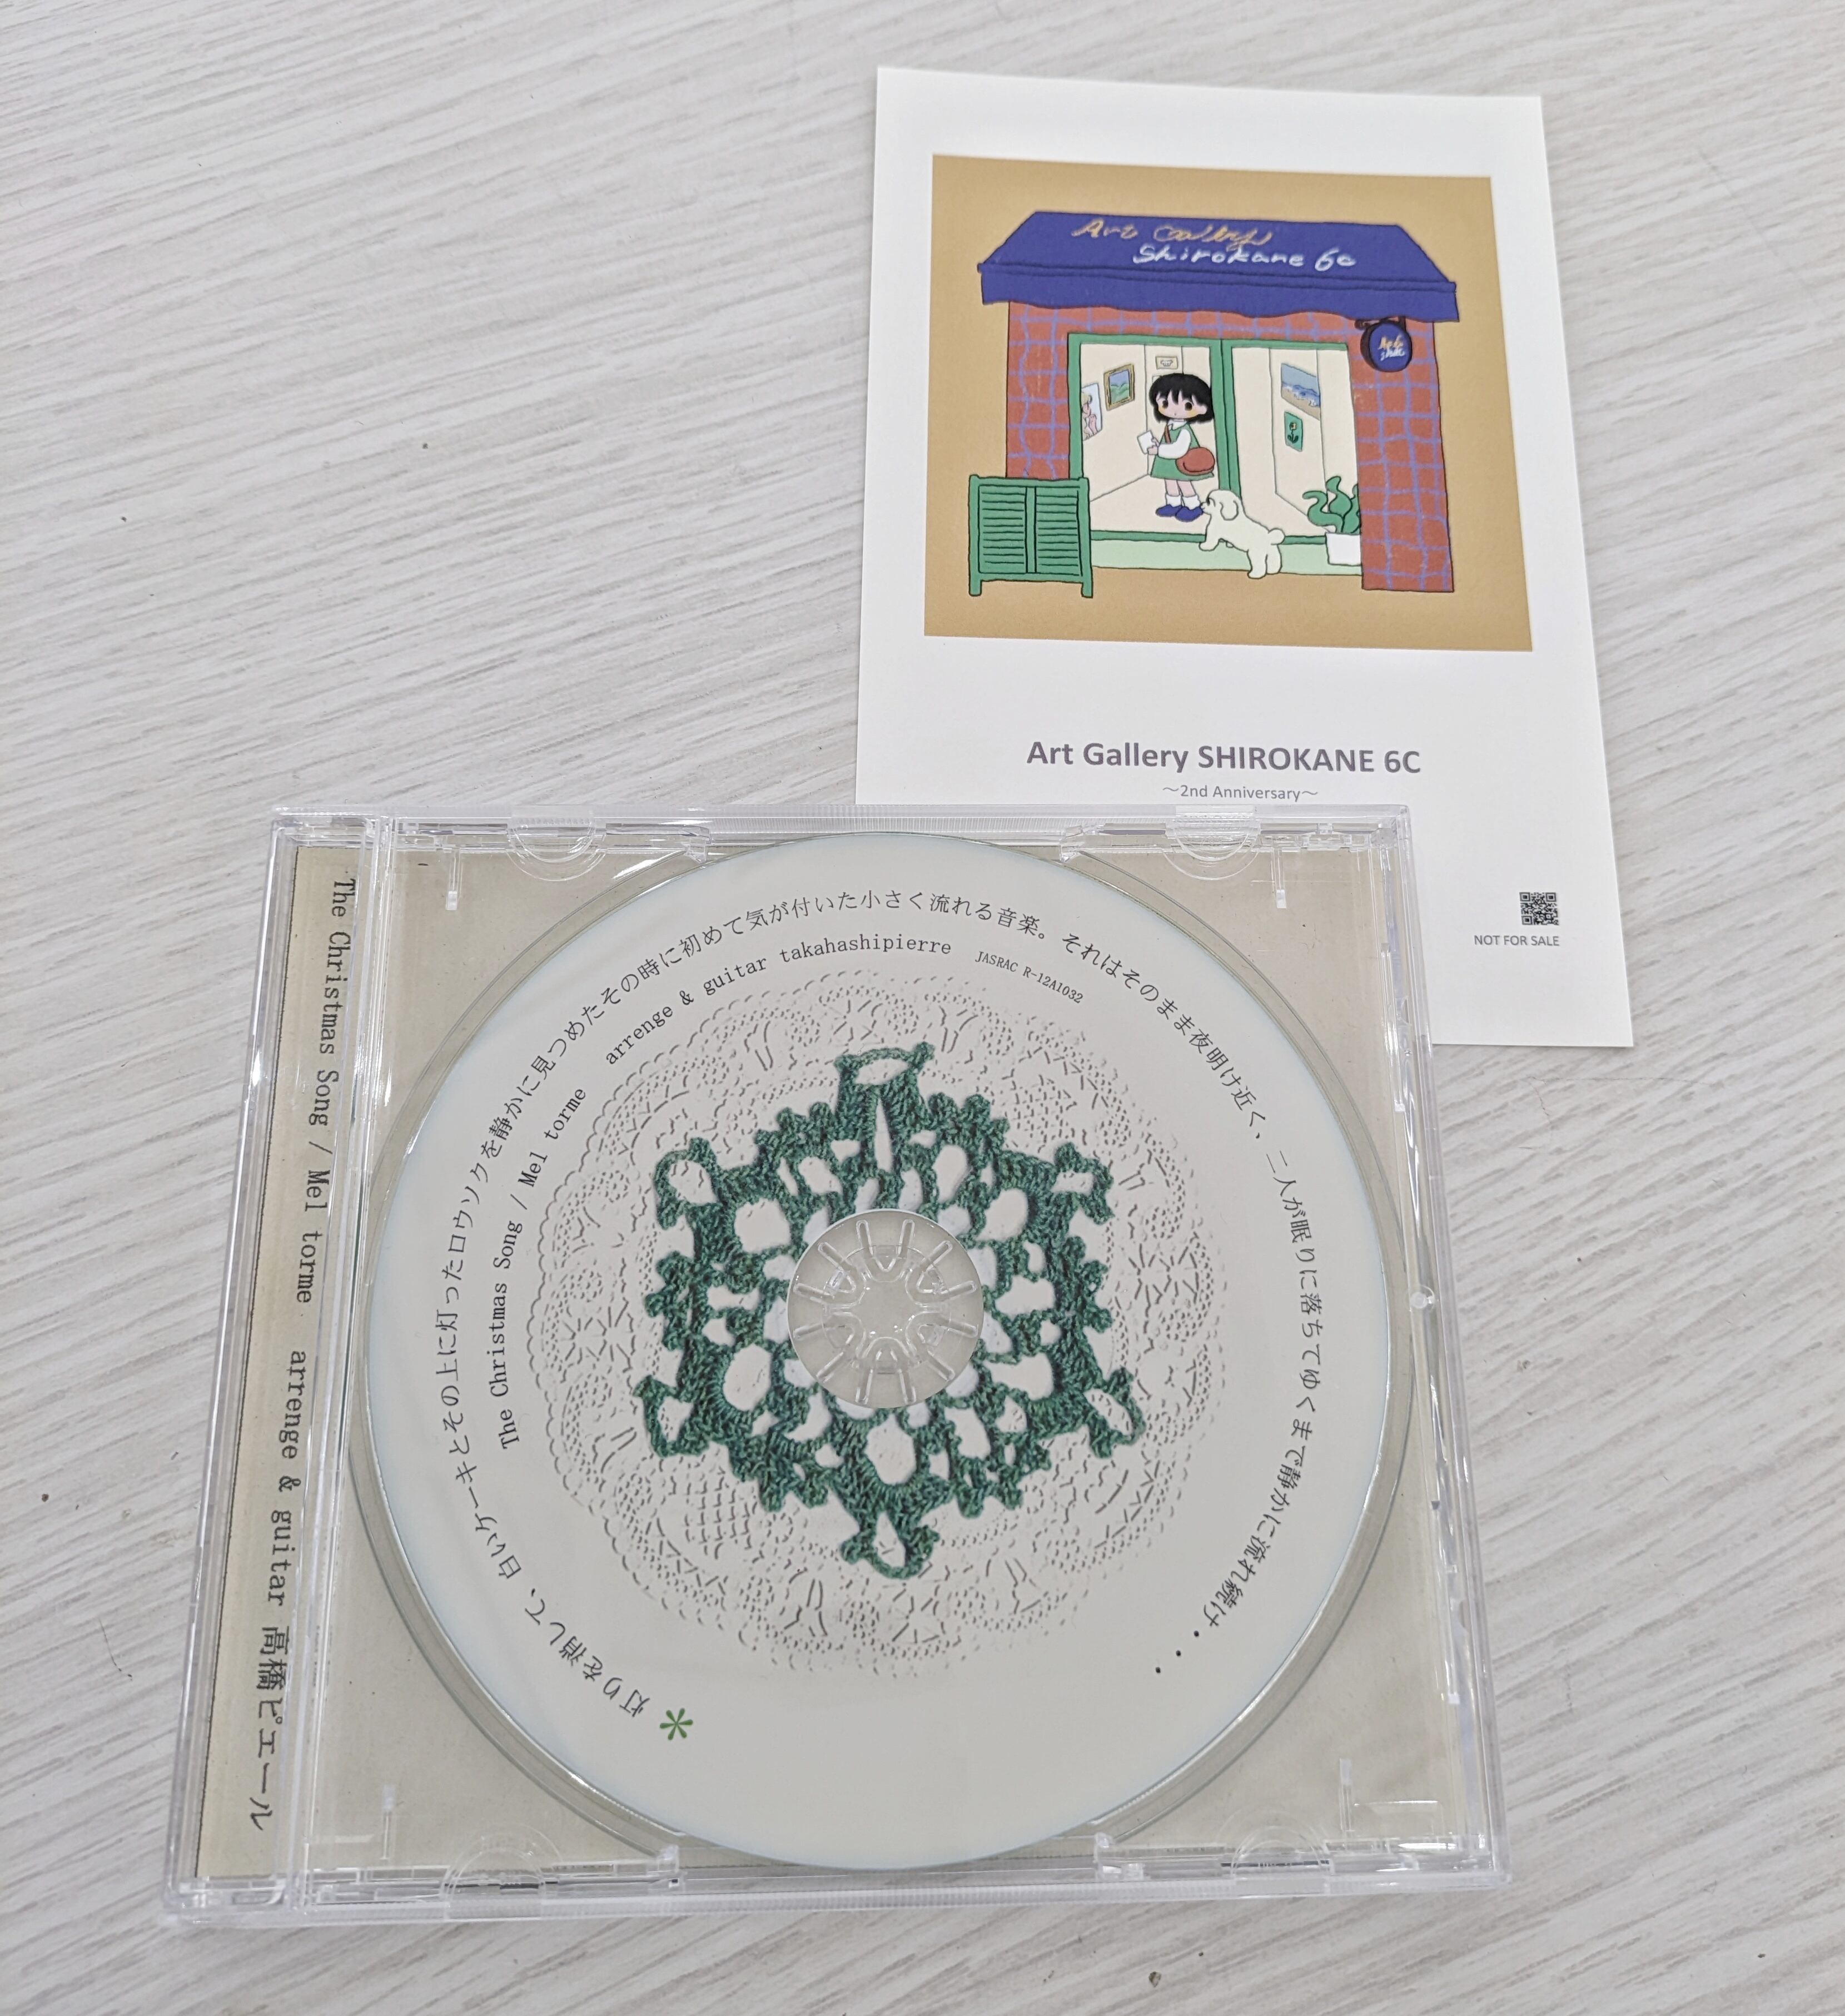 Art Gallery
Shirokane 6c
Art Gallery SHIROKANE 6C
～2nd Anniversary～
NOT FOR SALE
The Christmas Song / Mel torme arrenge & guitar 高橋ピエール
灯りを消して、白いケーキとその上に灯ったロウソクを静かに見つめたその時に初めて気が付いた小さく流れる音楽。それはそのまま夜明け近く、二人が眠りに落ちてゆくまで静かに流れ続け・・・
The Christmas Song / Mel torme arrenge & guitar takahashipierre JASRAC R-12A1032